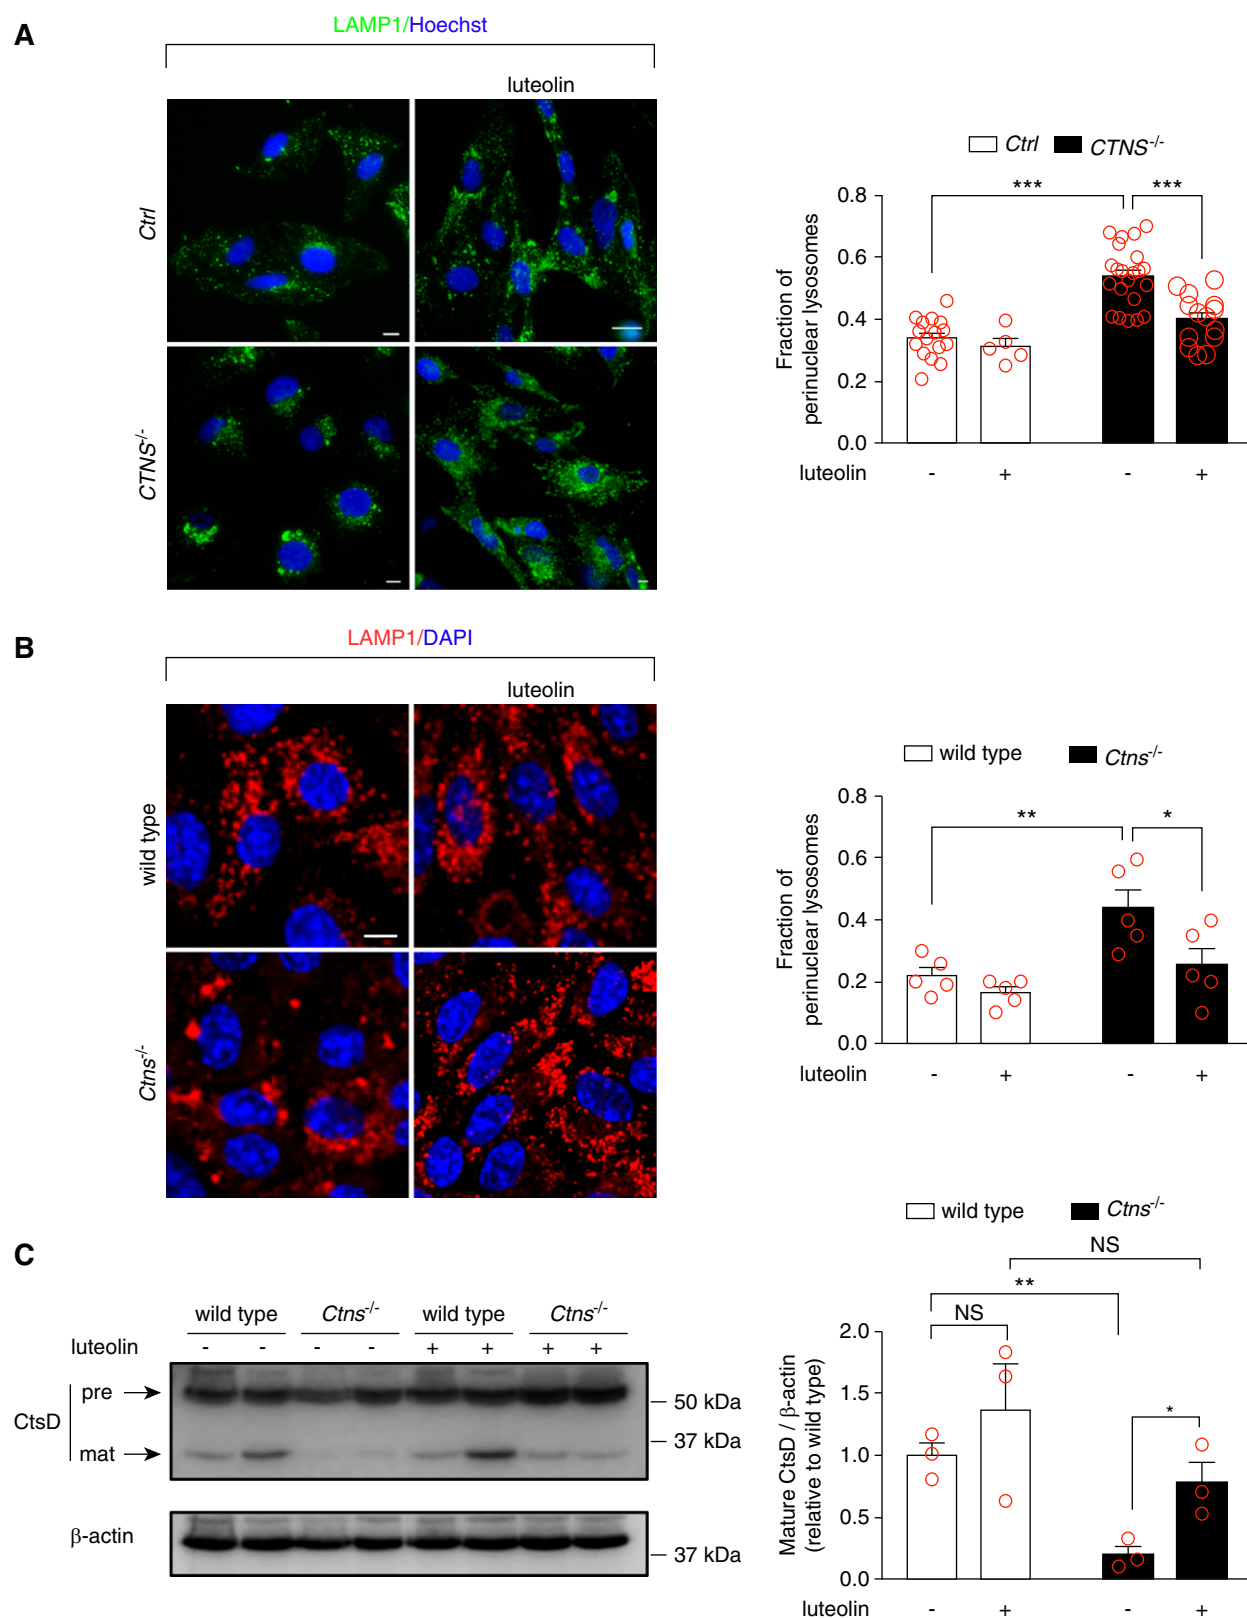 A
LAMP1/Hoechst
luteolin
Ctrl
CTNS-/-
Ctrl CTNS-/-
Fraction of
perinuclear lysosomes
0.8
0.6
0.4
0.2
0.0
*** ***
luteolin - + - +
B
LAMP1/DAPI
luteolin
wild type
Ctns-/-
wild type Ctns-/-
Fraction of
perinuclear lysosomes
0.8
0.6
0.4
0.2
0.0
** *
luteolin - + - +
C
wild type Ctns-/- wild type Ctns-/-
luteolin - - - - + + + +
CtsD
pre
mat
50 kDa
37 kDa
β-actin
37 kDa
wild type Ctns-/-
NS
**
NS
*
Mature CtsD / β-actin
(relative to wild type)
2.0
1.5
1.0
0.5
0.0
luteolin - + - +